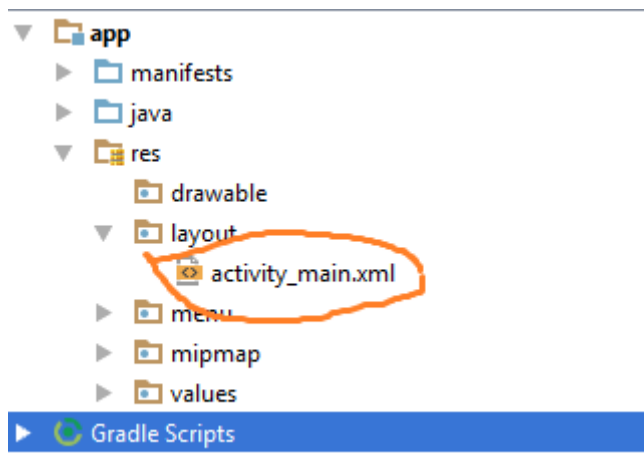 app
manifests
java
res
drawable
layout
activity_main.xml
menu
mipmap
values
Gradle Scripts